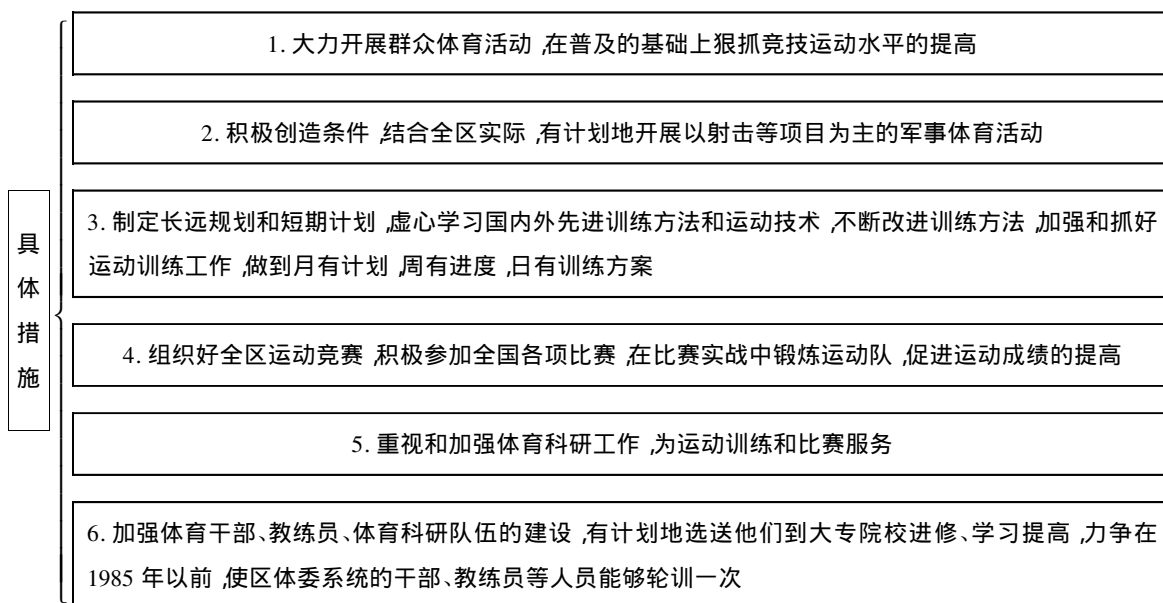 1. 大力开展群众体育活动,在普及的基础上狠抓竞技运动水平的提高
2. 积极创造条件,结合全区实际,有计划地开展以射击等项目为主的军事体育活动
具体措施
3. 制定长远规划和短期计划,虚心学习国内外先进训练方法和运动技术,不断改进训练方法,加强和抓好
运动训练工作,做到月有计划,周有进度,日有训练方案
4. 组织好全区运动竞赛,积极参加全国各项比赛,在比赛实战中锻炼运动队,促进运动成绩的提高
5. 重视和加强体育科研工作,为运动训练和比赛服务
6. 加强体育干部、教练员、体育科研队伍的建设,有计划地选送他们到大专院校进修、学习提高,力争在
1985 年以前,使区体委系统的干部、教练员等人员能够轮训一次